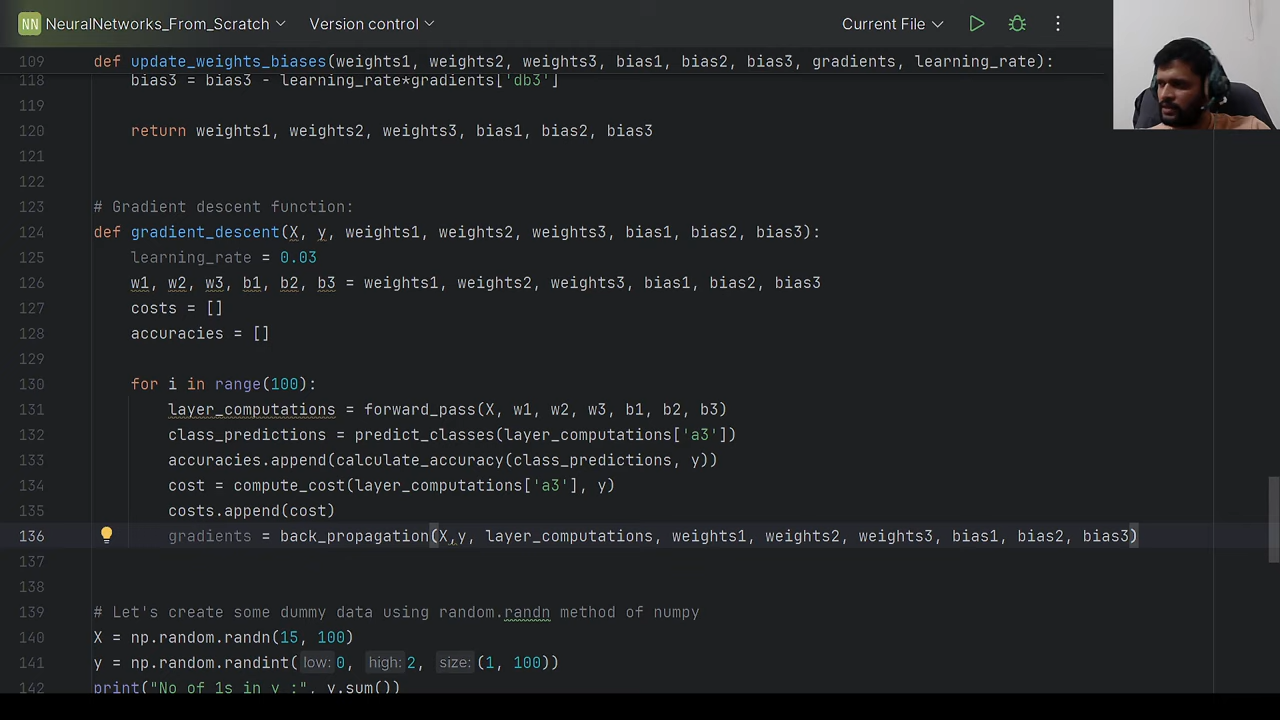 NN NeuralNetworks_From_Scratch Version control Current File
109 def update_weights_biases(weights1, weights2, weights3, bias1, bias2, bias3, gradients, learning_rate):
118 bias3 = bias3 - learning_rate*gradients['db3']
119
120 return weights1, weights2, weights3, bias1, bias2, bias3
121
122
123 # Gradient descent function:
124 def gradient_descent(X, y, weights1, weights2, weights3, bias1, bias2, bias3):
125 learning_rate = 0.03
126 w1, w2, w3, b1, b2, b3 = weights1, weights2, weights3, bias1, bias2, bias3
127 costs = []
128 accuracies = []
129
130 for i in range(100):
131 layer_computations = forward_pass(X, w1, w2, w3, b1, b2, b3)
132 class_predictions = predict_classes(layer_computations['a3'])
133 accuracies.append(calculate_accuracy(class_predictions, y))
134 cost = compute_cost(layer_computations['a3'], y)
135 costs.append(cost)
136 gradients = back_propagation(X,y, layer_computations, weights1, weights2, weights3, bias1, bias2, bias3)
137
138
139 # Let's create some dummy data using random.randn method of numpy
140 X = np.random.randn(15, 100)
141 y = np.random.randint( low: 0, high: 2, size: (1, 100))
142 print("No of 1s in y :", y.sum())